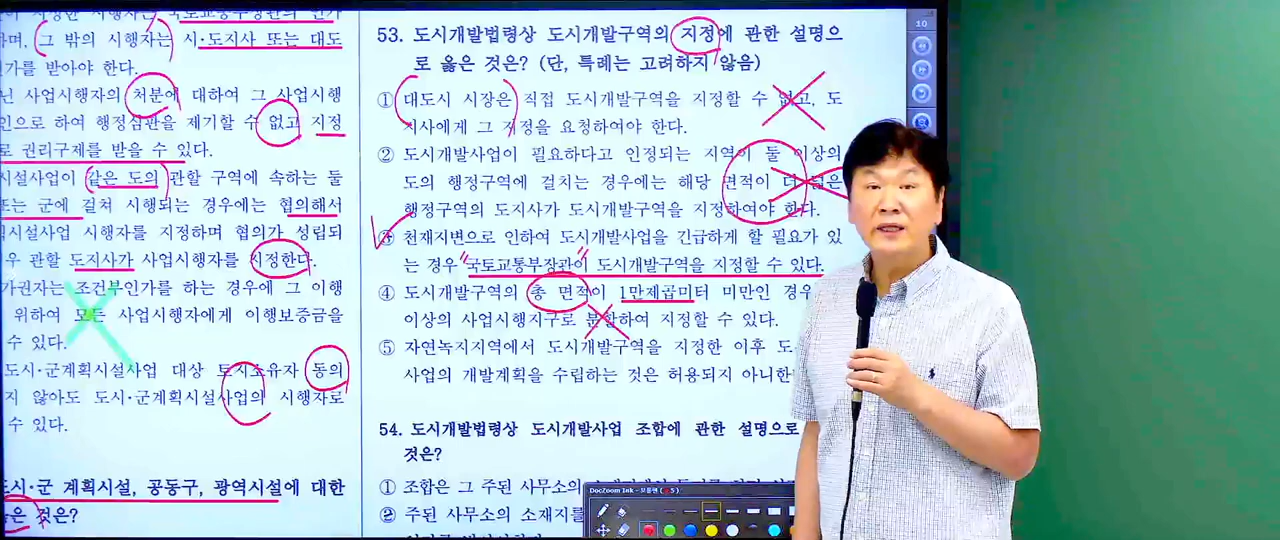 지정한 시행자는 국토교통부장관의 인가
하며, 그 밖의 시행자는 시·도지사 또는 대도
인가를 받아야 한다.
닌 사업시행자의 처분에 대하여 그 사업시행
인으로 하여 행정심판을 제기할 수 없고 지정
로 권리구제를 받을 수 있다.
시설사업이 같은 도의 관할 구역에 속하는 둘
또는 군에 걸쳐 시행되는 경우에는 협의해서
획시설사업 시행자를 지정하며 협의가 성립되
우 관할 도지사가 사업시행자를 지정한다.
가권자는 조건부인가를 하는 경우에 그 이행
위하여 모든 사업시행자에게 이행보증금을
수 있다.
도시·군계획시설사업 대상 토지소유자 동의
지 않아도 도시·군계획시설사업의 시행자로
수 있다.
도시·군 계획시설, 공동구, 광역시설에 대한
옳은 것은?
53. 도시개발법령상 도시개발구역의 지정에 관한 설명으
로 옳은 것은? (단, 특례는 고려하지 않음)
① 대도시 시장은 직접 도시개발구역을 지정할 수 없고, 도
지사에게 그 지정을 요청하여야 한다.
② 도시개발사업이 필요하다고 인정되는 지역이 둘 이상의
도의 행정구역에 걸치는 경우에는 해당 면적이 더 넓은
행정구역의 도지사가 도시개발구역을 지정하여야 한다.
③ 천재지변으로 인하여 도시개발사업을 긴급하게 할 필요가 있
는 경우 국토교통부장관이 도시개발구역을 지정할 수 있다.
④ 도시개발구역의 총 면적이 1만제곱미터 미만인 경우
이상의 사업시행지구로 분할하여 지정할 수 있다.
⑤ 자연녹지지역에서 도시개발구역을 지정한 이후 도
사업의 개발계획을 수립하는 것은 허용되지 아니한
54. 도시개발법령상 도시개발사업 조합에 관한 설명으로
것은?
① 조합은 그 주된 사무소의
② 주된 사무소의 소재지를
DocZoom Ink - 모둠펜 ( 5 )
10